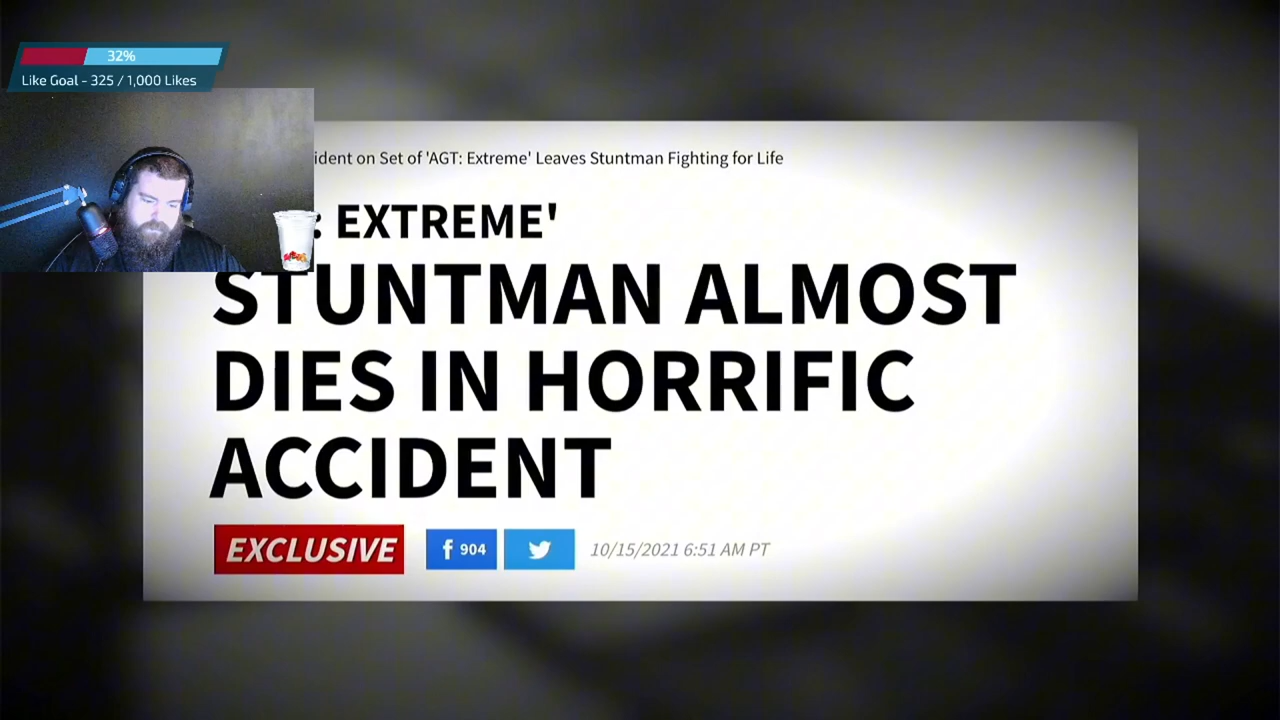 32%
Like Goal - 325 / 1,000 Likes
ident on Set of 'AGT: Extreme' Leaves Stuntman Fighting for Life
: EXTREME'
STUNTMAN ALMOST
DIES IN HORRIFIC
ACCIDENT
EXCLUSIVE
f 904
10/15/2021 6:51 AM PT